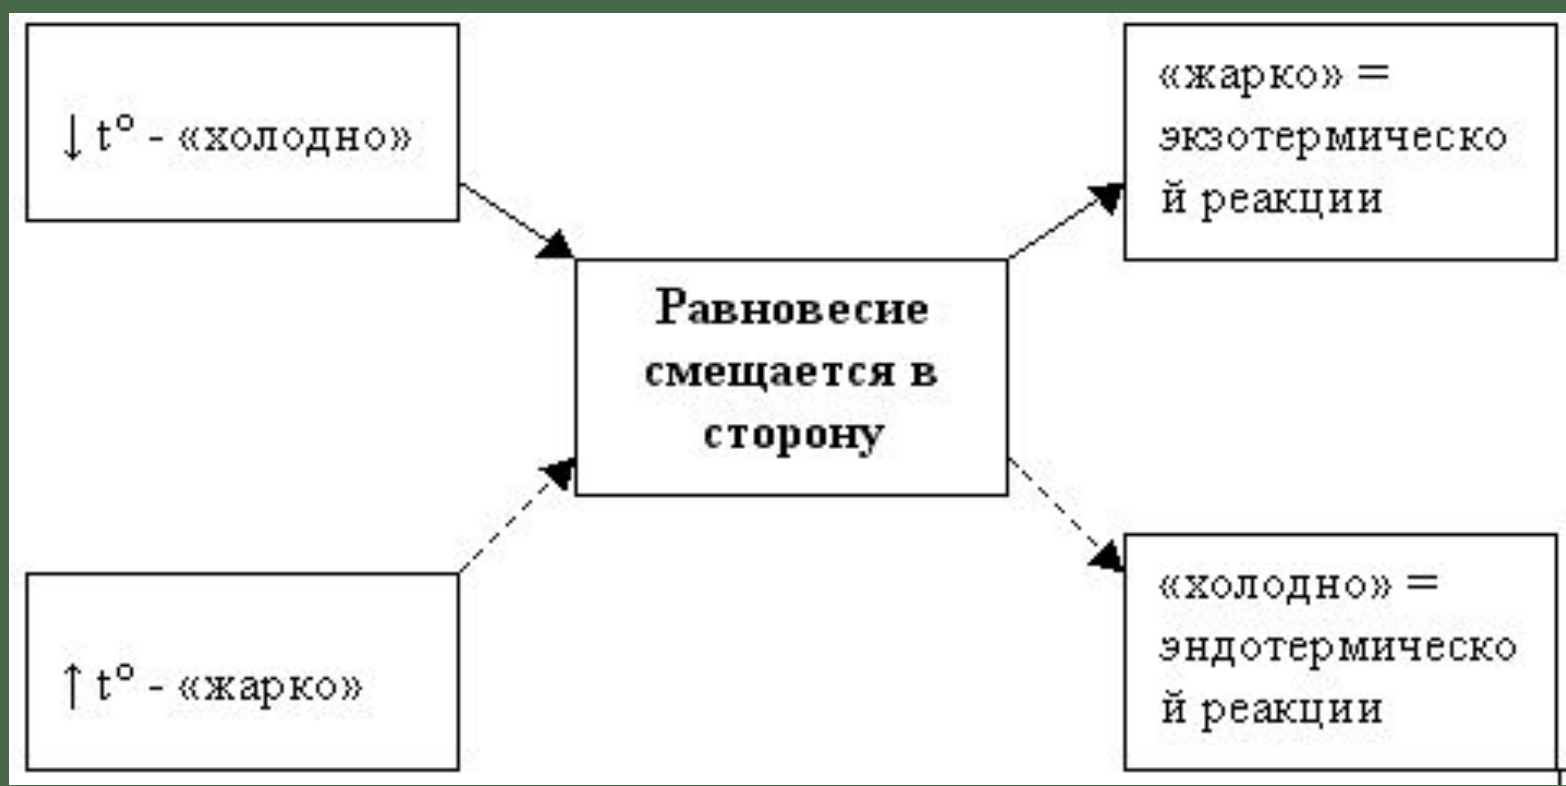 ↓ t° - «холодно»
«жарко» =
экзотермическо
й реакции
Равновесие
смещается в
сторону
↑ t° - «жарко»
«холодно» =
эндотермическо
й реакции